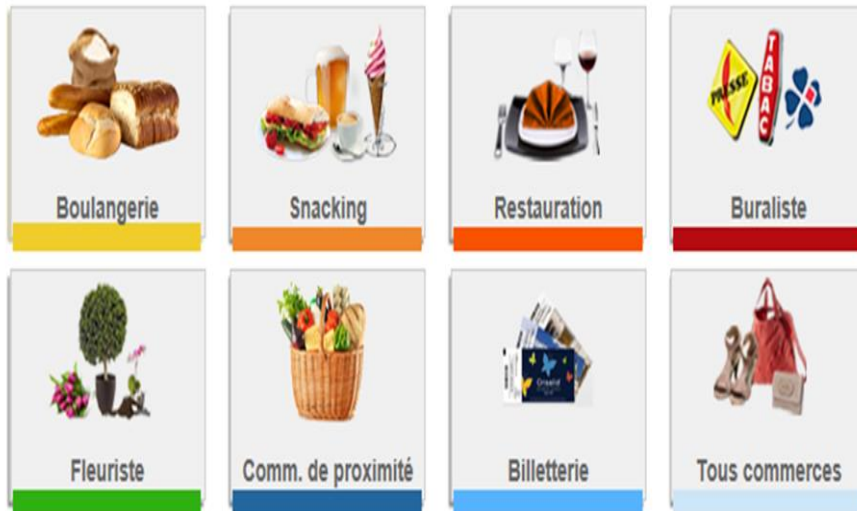 PRESSE
TABAC
Boulangerie
Snacking
Restauration
Buraliste
Fleuriste
Comm. de proximité
Billetterie
Tous commerces